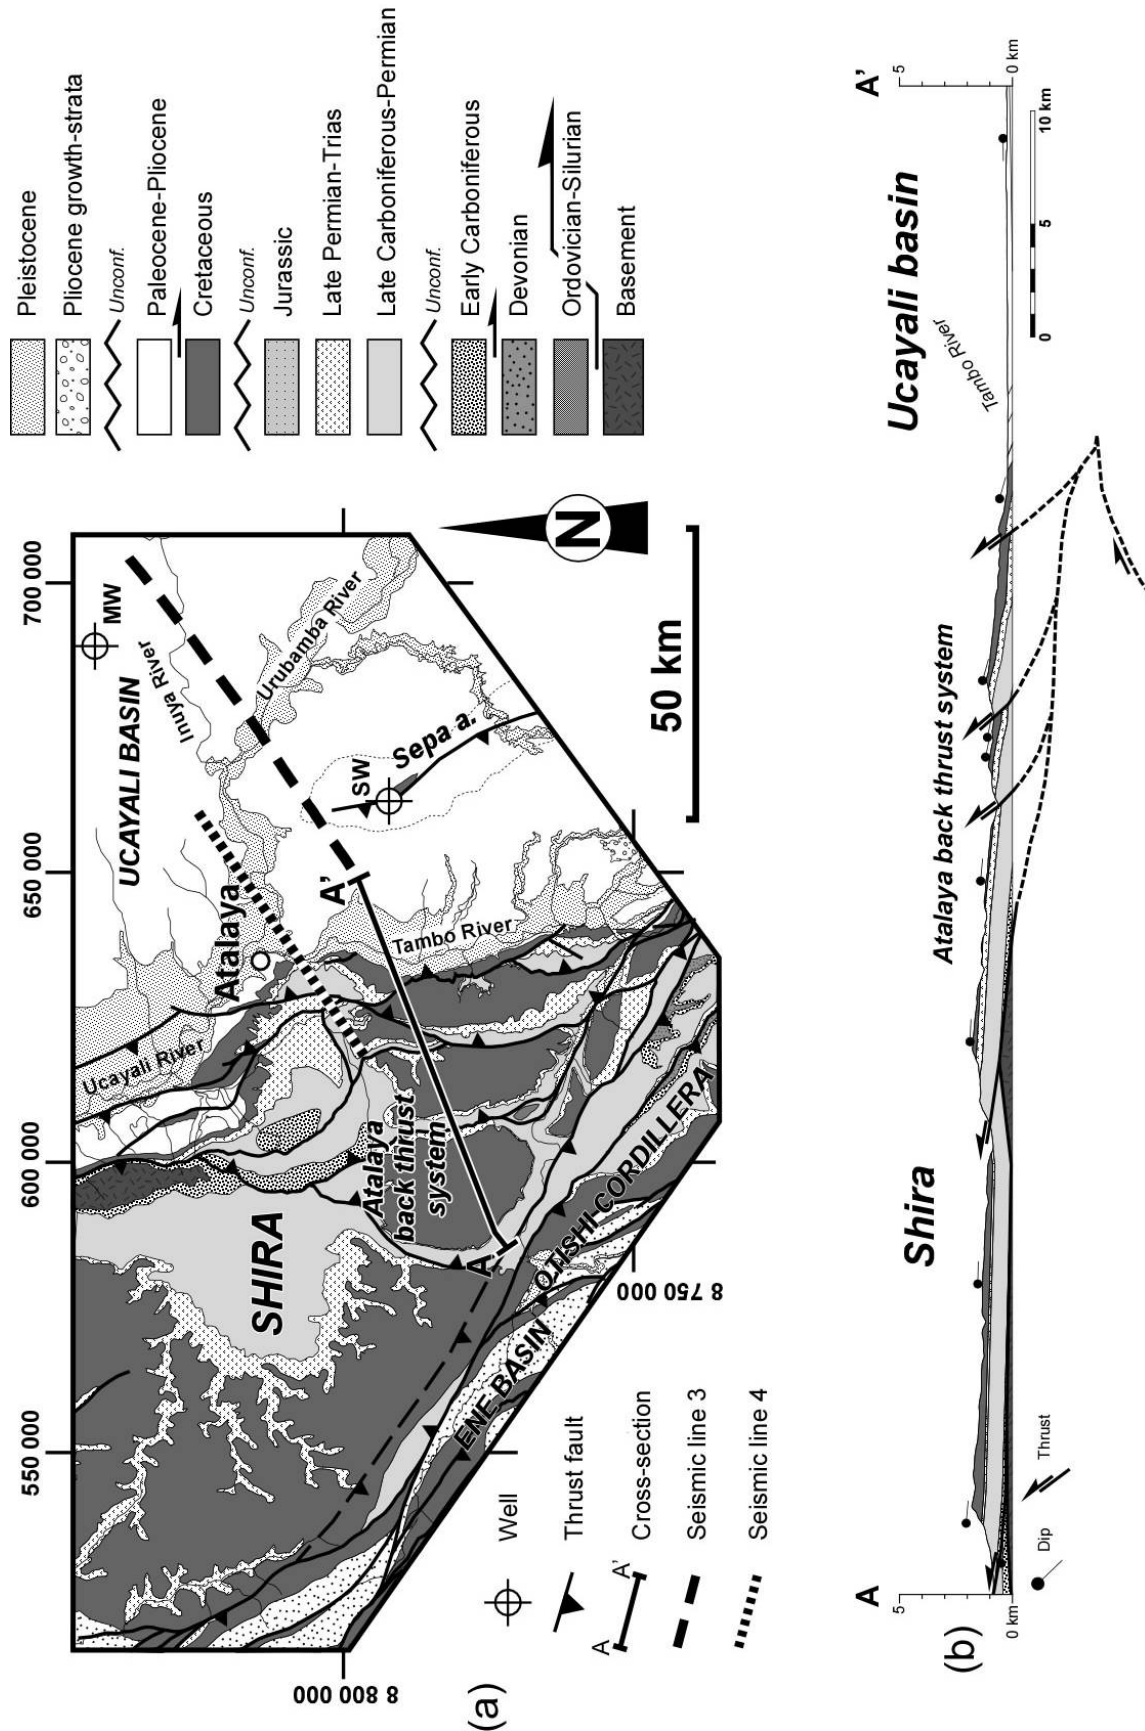 (a)
550 000
600 000
650 000
700 000
8 800 000
8 750 000
UCAYALI BASIN
MW
Inuya River
Urubamba River
Sepa a.
SW
Atalaya
Ucayali River
Tambo River
A'
A
SHIRA
Atalaya
back thrust
system
OTISHI CORDILLERA
ENE BASIN
N
50 km
Well
Thrust fault
A
A'
Cross-section
Seismic line 3
Seismic line 4
Pleistocene
Pliocene growth-strata
Unconf.
Paleocene-Pliocene
Cretaceous
Unconf.
Jurassic
Late Permian-Trias
Late Carboniferous-Permian
Unconf.
Early Carboniferous
Devonian
Ordovician-Silurian
Basement
(b)
A
5
0 km
Shira
Atalaya back thrust system
Ucayali basin
Tambo River
A'
5
0 km
0
5
10 km
Dip
Thrust